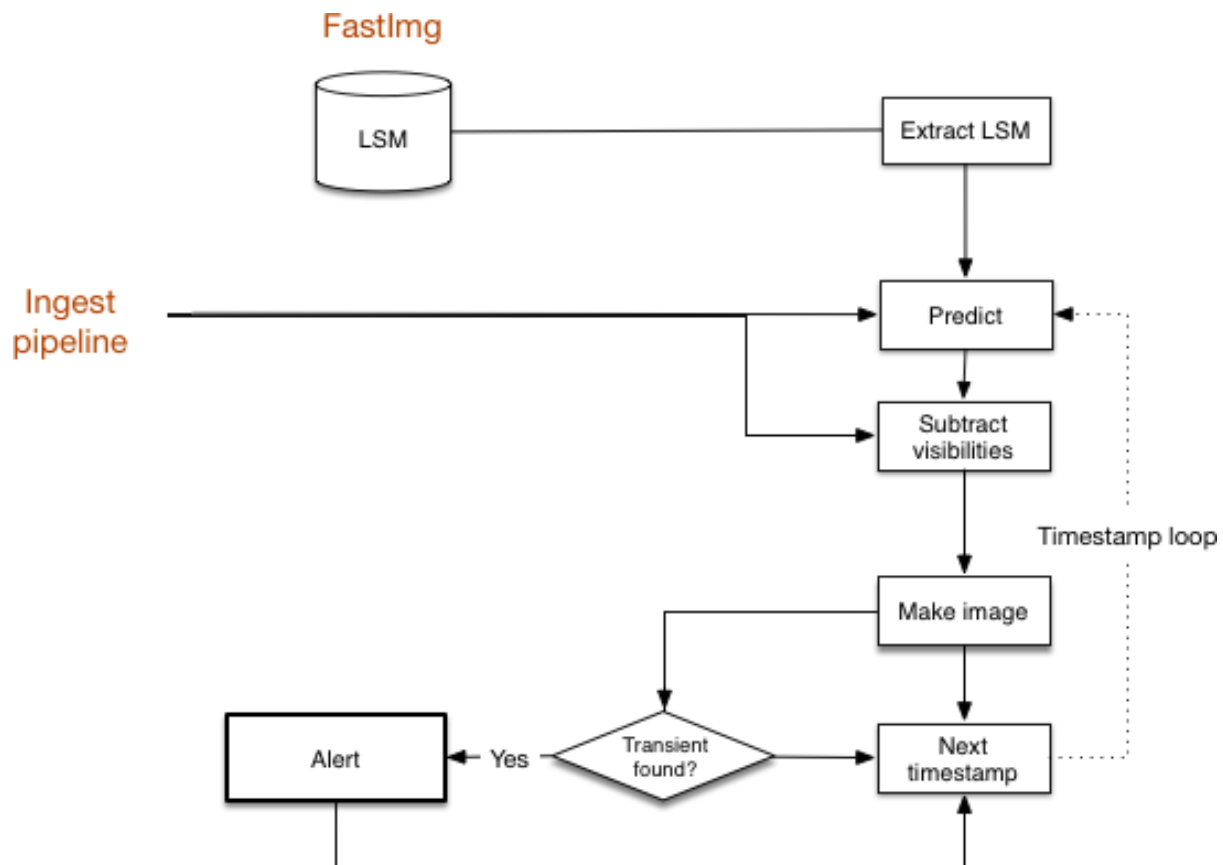 FastImg
LSM
Extract LSM
Ingest
pipeline
Predict
Subtract
visibilities
Timestamp loop
Make image
Alert
Yes
Transient
found?
Next
timestamp